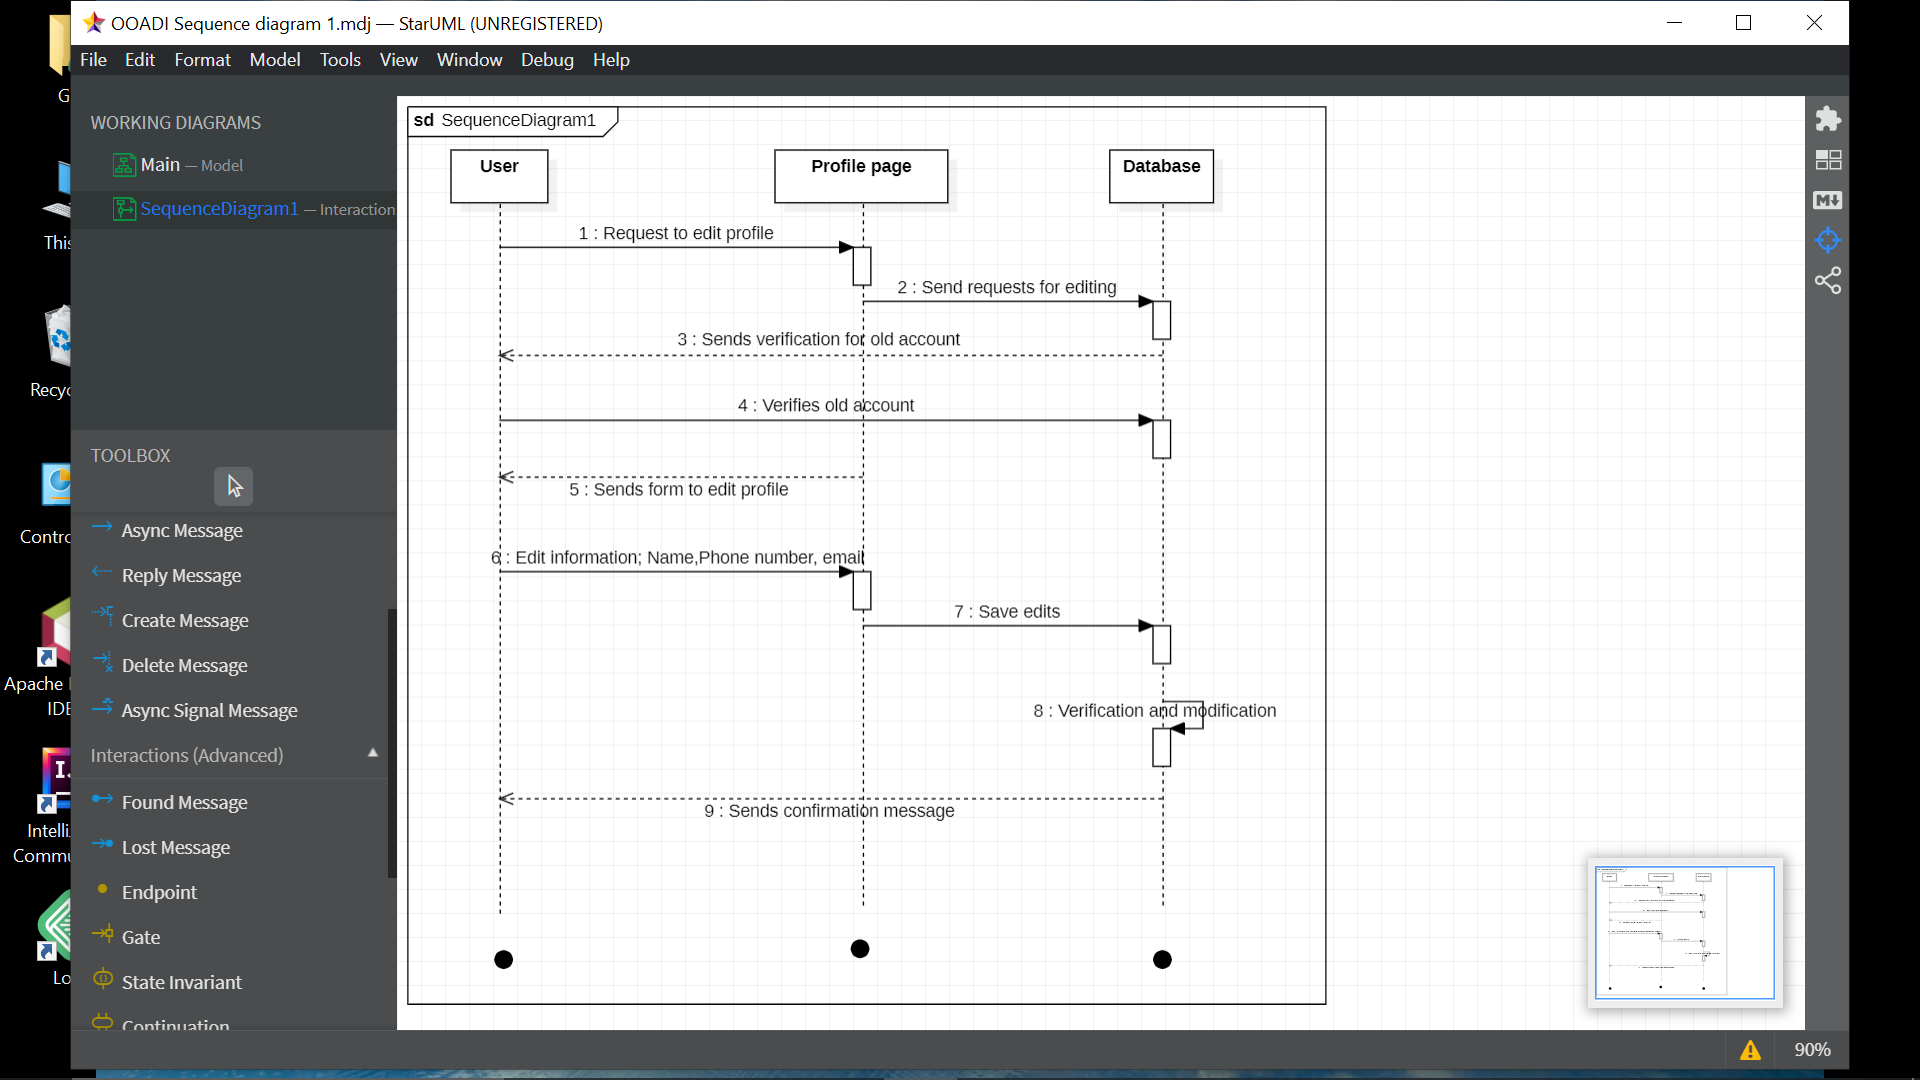 OOADI Sequence diagram 1.mdj — StarUML (UNREGISTERED)
File Edit Format Model Tools View Window Debug Help
WORKING DIAGRAMS
Main — Model
SequenceDiagram1 — Interaction
TOOLBOX
Async Message
Reply Message
Create Message
Delete Message
Async Signal Message
Interactions (Advanced)
Found Message
Lost Message
Endpoint
Gate
State Invariant
Continuation
sd SequenceDiagram1
User
Profile page
Database
1 : Request to edit profile
2 : Send requests for editing
3 : Sends verification for old account
4 : Verifies old account
5 : Sends form to edit profile
6 : Edit information; Name,Phone number, email
7 : Save edits
8 : Verification and modification
9 : Sends confirmation message
90%
G
This
Recyc
Contro
Apache
IDE
Intelli
Commu
Lo